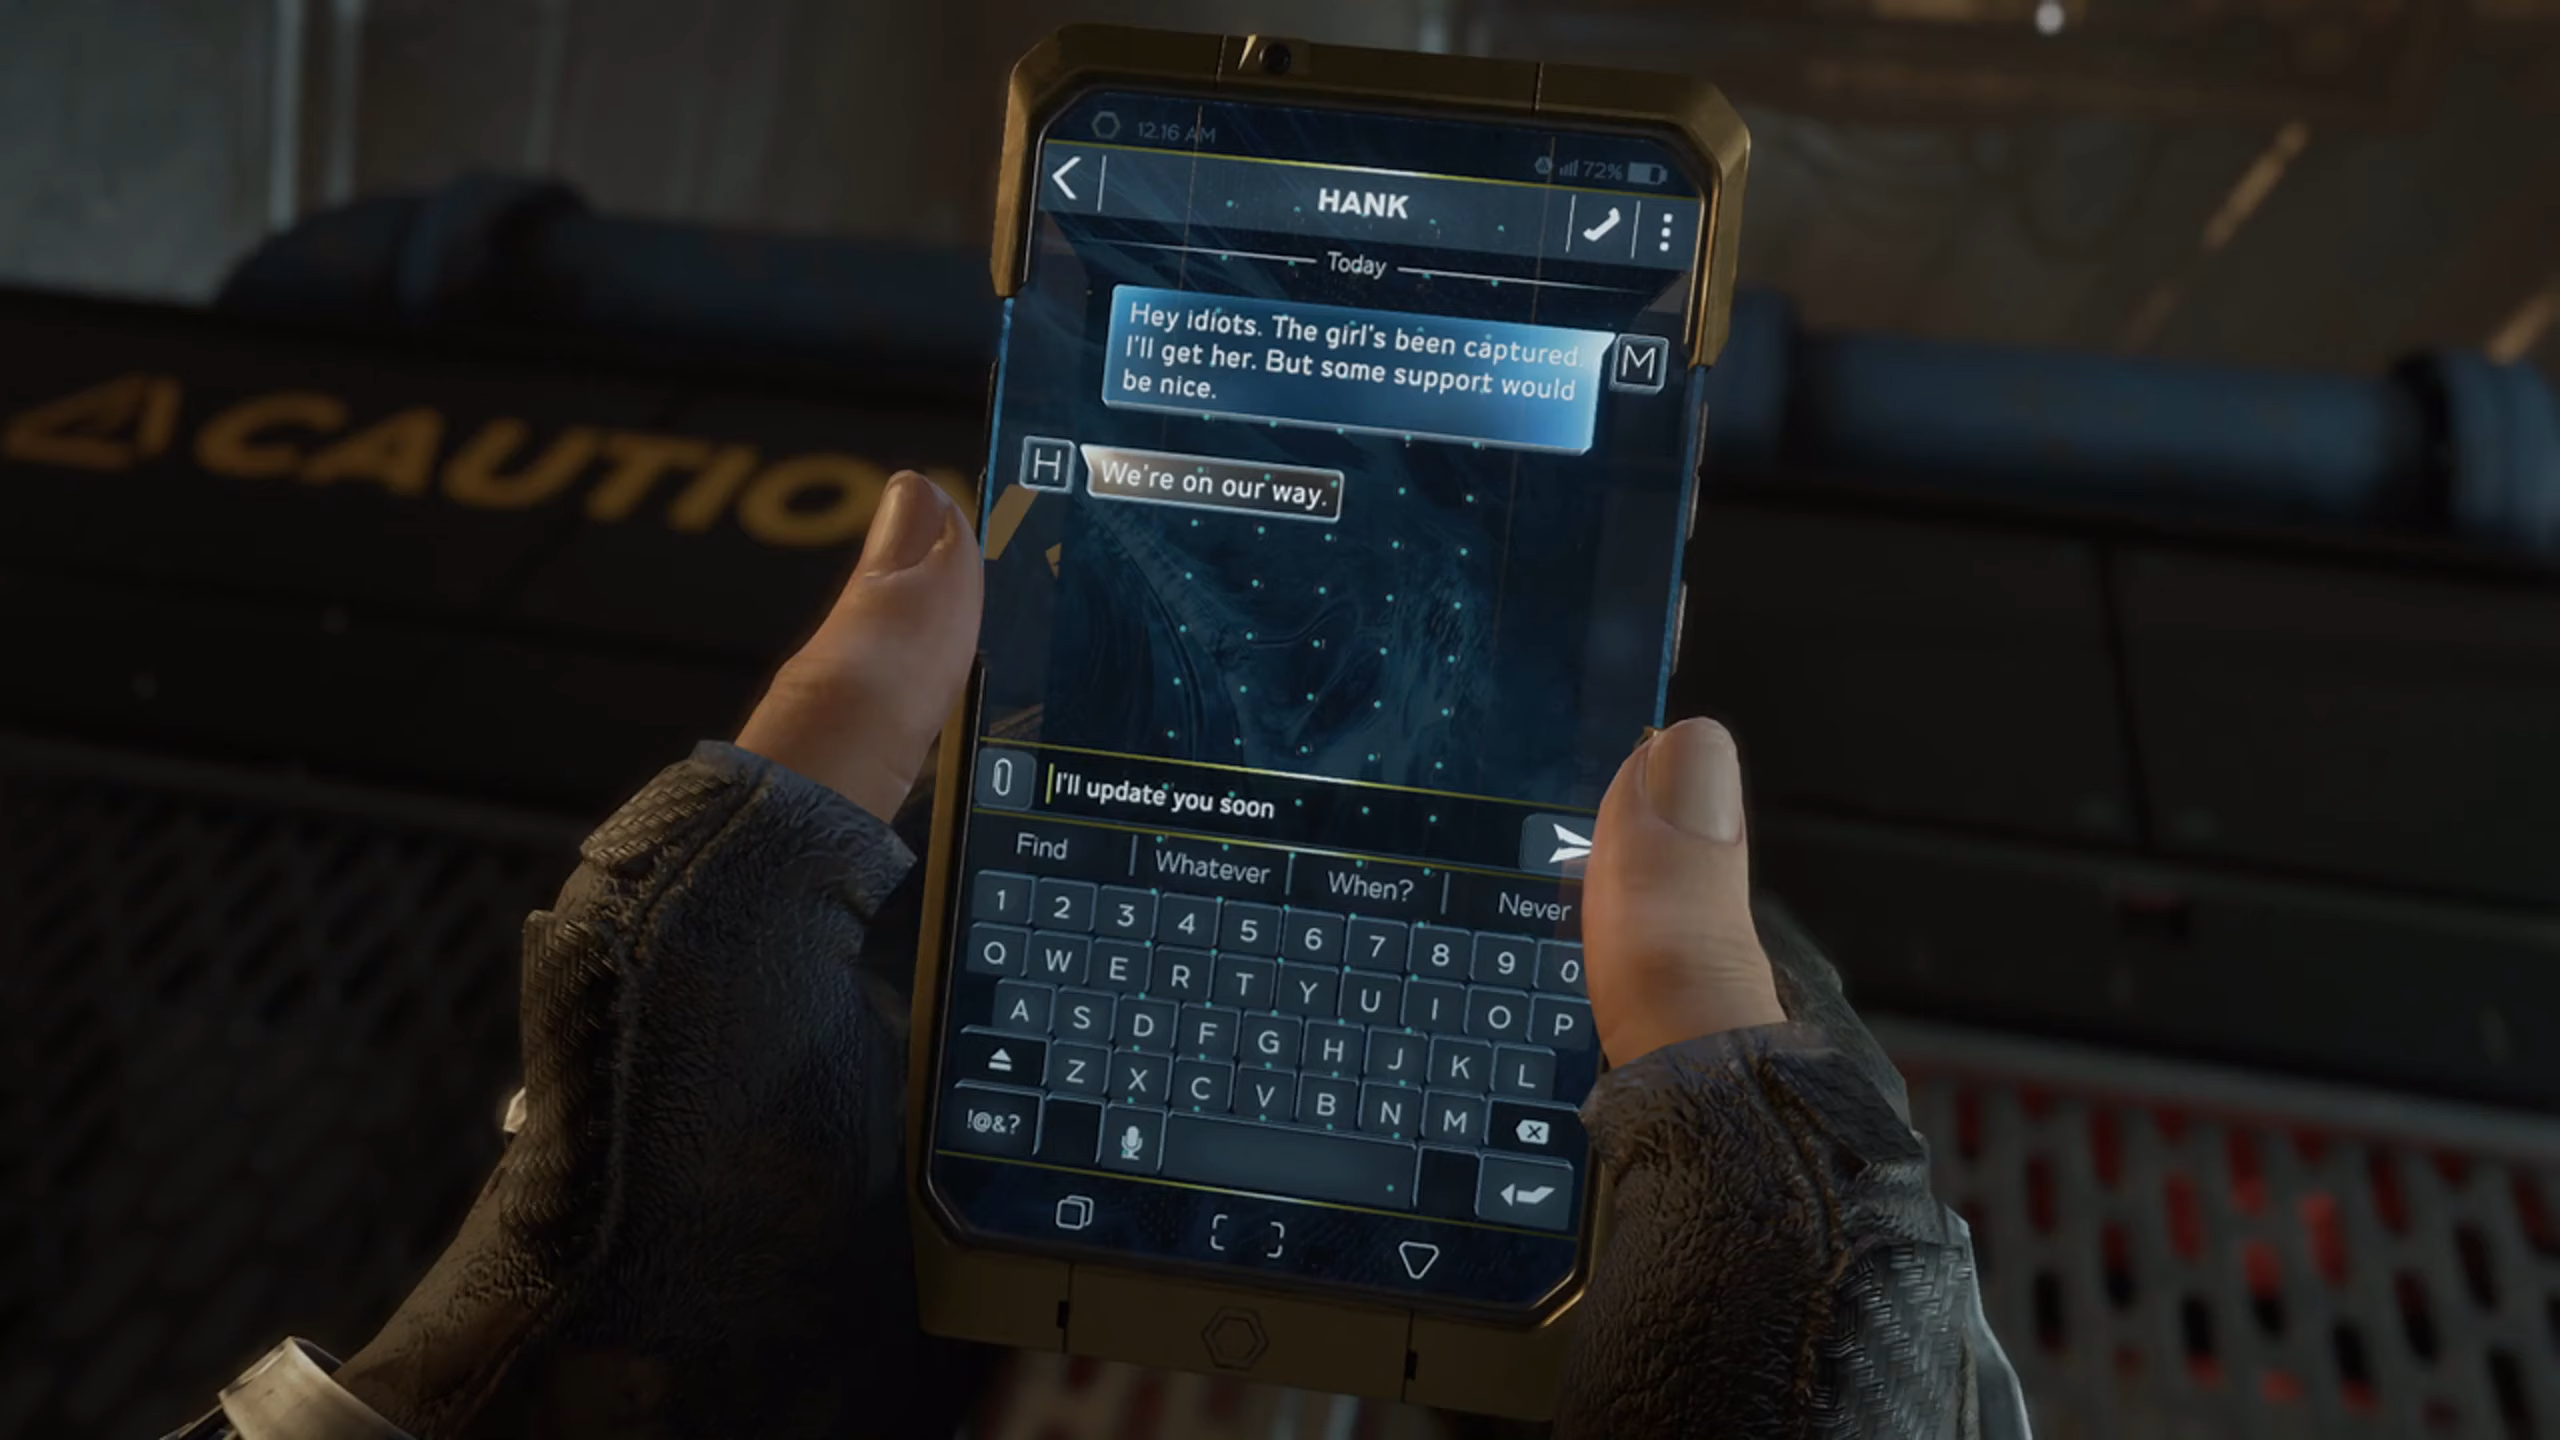 12.16 AM
72%
HANK
Today
Hey idiots. The girl's been captured.
I'll get her. But some support would
be nice.
M
H
We're on our way.
I'll update you soon
Find Whatever When? Never
1 2 3 4 5 6 7 8 9 0
Q W E R T Y U I O P
A S D F G H J K L
Z X C V B N M
!@&?
CAUTION